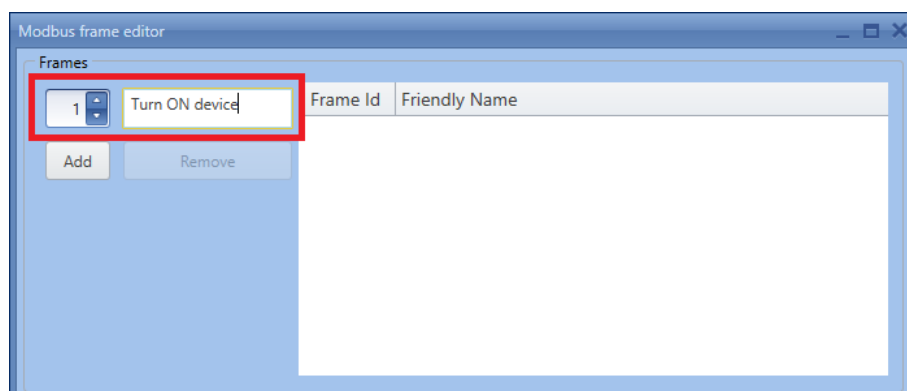 Modbus frame editor
Frames
1 Turn ON device Frame Id Friendly Name
Add Remove